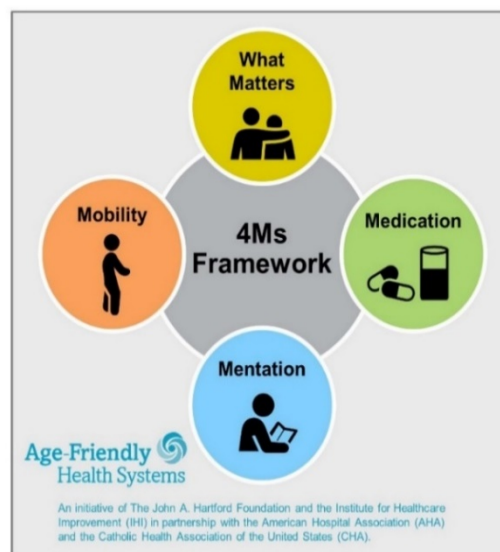 What
Matters
Mobility
4Ms
Framework
Medication
Mentation
Age-Friendly
Health Systems
An initiative of The John A. Hartford Foundation and the Institute for Healthcare
Improvement (IHI) in partnership with the American Hospital Association (AHA)
and the Catholic Health Association of the United States (CHA).